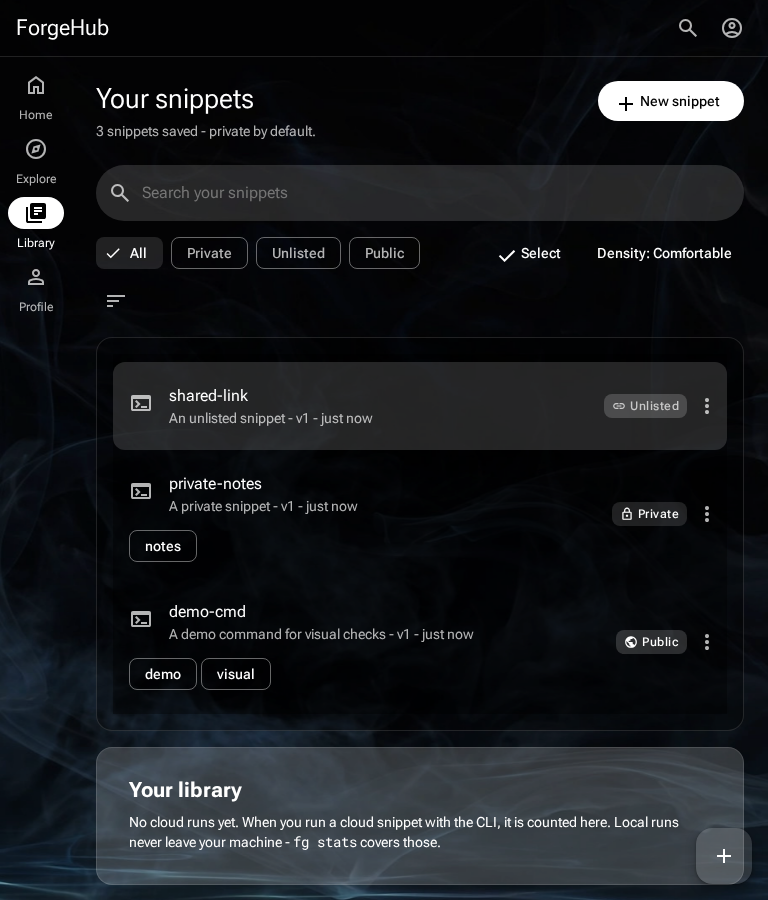 ForgeHub
Home
Explore
Library
Profile
Your snippets
3 snippets saved - private by default.
New snippet
Search your snippets
All
Private
Unlisted
Public
Select
Density: Comfortable
shared-link
An unlisted snippet - v1 - just now
Unlisted
private-notes
A private snippet - v1 - just now
Private
notes
demo-cmd
A demo command for visual checks - v1 - just now
Public
demo
visual
Your library
No cloud runs yet. When you run a cloud snippet with the CLI, it is counted here. Local runs
never leave your machine - fg stats covers those.